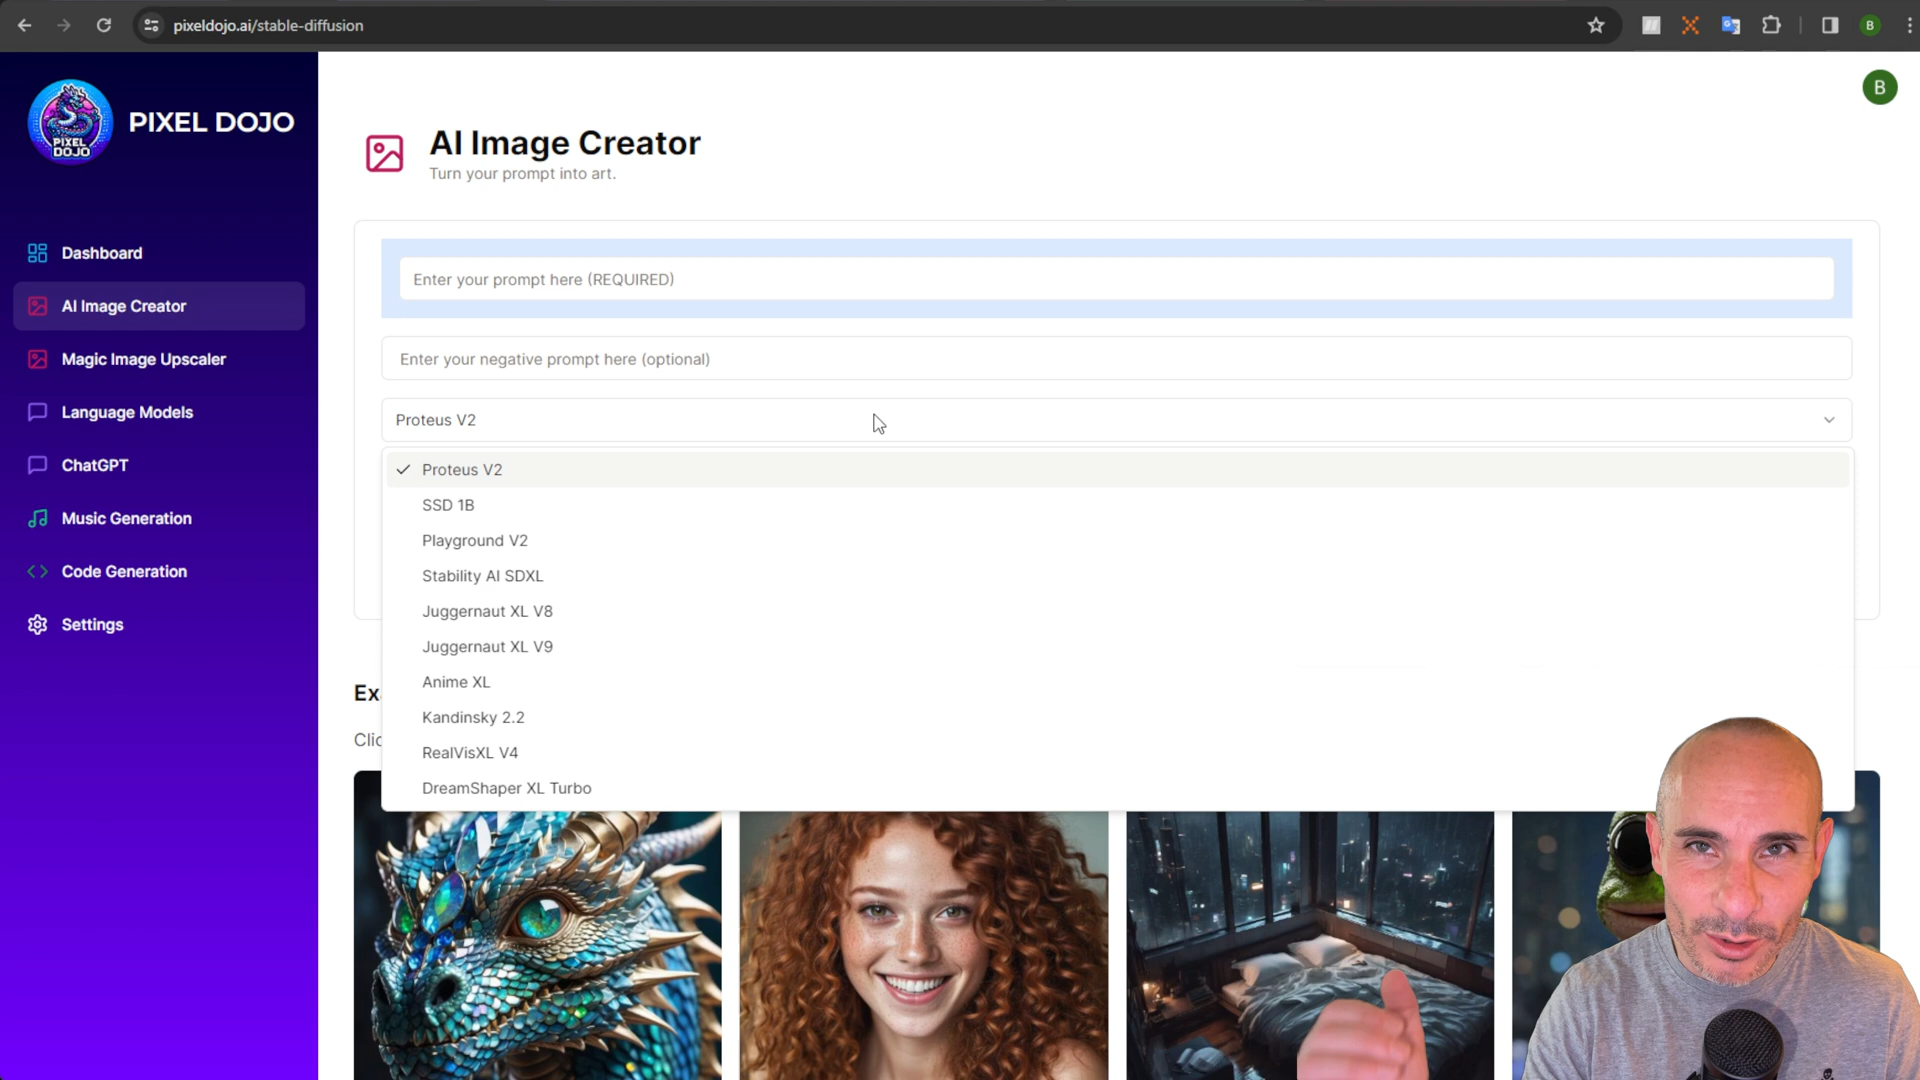 pixeldojo.ai/stable-diffusion
B
PIXEL DOJO
PIXEL
DOJO
B
AI Image Creator
Turn your prompt into art.
Dashboard
AI Image Creator
Magic Image Upscaler
Language Models
ChatGPT
Music Generation
Code Generation
Settings
Enter your prompt here (REQUIRED)
Enter your negative prompt here (optional)
Proteus V2
Proteus V2
SSD 1B
Playground V2
Stability AI SDXL
Juggernaut XL V8
Juggernaut XL V9
Anime XL
Kandinsky 2.2
RealVisXL V4
DreamShaper XL Turbo
Ex
Clic